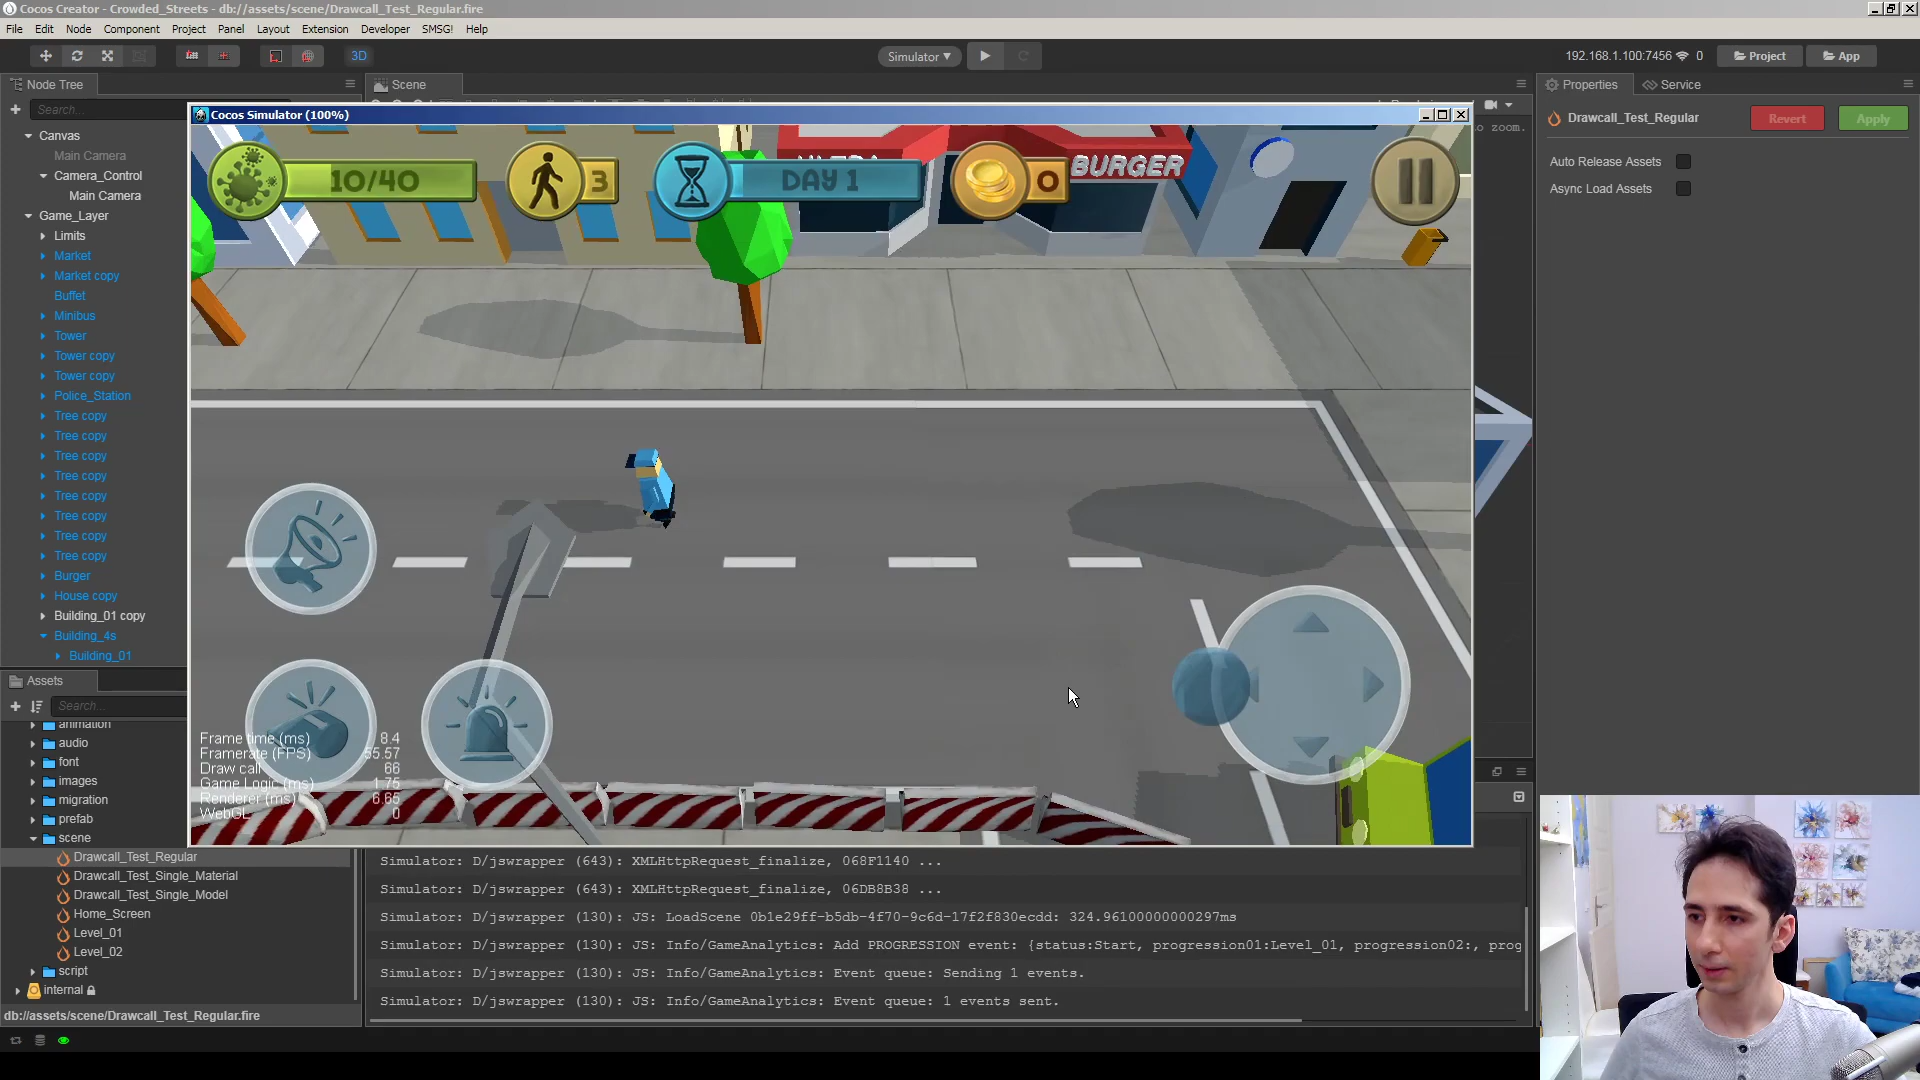 Cocos Creator - Crowded_Streets - db://assets/scene/Drawcall_Test_Regular.fire
File Edit Node Component Project Panel Layout Extension Developer SMSG! Help
3D
Simulator
192.168.1.100:7456 0
Project
App
Node Tree
Scene
Properties
Service
Search...
Cocos Simulator (100%)
o zoom.
Drawcall_Test_Regular
Revert
Apply
Auto Release Assets
Async Load Assets
Canvas
Main Camera
Camera_Control
Main Camera
Game_Layer
Limits
Market
Market copy
Buffet
Minibus
Tower
Tower copy
Tower copy
Police_Station
Tree copy
Tree copy
Tree copy
Tree copy
Tree copy
Tree copy
Tree copy
Tree copy
Burger
House copy
Building_01 copy
Building_4s
Building_01
10/40
3
DAY 1
0
BURGER
Frame time (ms) 8.4
Framerate (FPS) 55.57
Draw call 66
Game Logic (ms) 1.75
Renderer (ms) 6.65
WebGL 0
Assets
Search...
animation
audio
font
images
migration
prefab
scene
Drawcall_Test_Regular
Drawcall_Test_Single_Material
Drawcall_Test_Single_Model
Home_Screen
Level_01
Level_02
script
internal
db://assets/scene/Drawcall_Test_Regular.fire
Simulator: D/jswrapper (643): XMLHttpRequest_finalize, 068F1140 ...
Simulator: D/jswrapper (643): XMLHttpRequest_finalize, 06DB8B38 ...
Simulator: D/jswrapper (130): JS: LoadScene 0b1e29ff-b5db-4f70-9c6d-17f2f830ecdd: 324.96100000000297ms
Simulator: D/jswrapper (130): JS: Info/GameAnalytics: Add PROGRESSION event: {status:Start, progression01:Level_01, progression02:, prog
Simulator: D/jswrapper (130): JS: Info/GameAnalytics: Event queue: Sending 1 events.
Simulator: D/jswrapper (130): JS: Info/GameAnalytics: Event queue: 1 events sent.